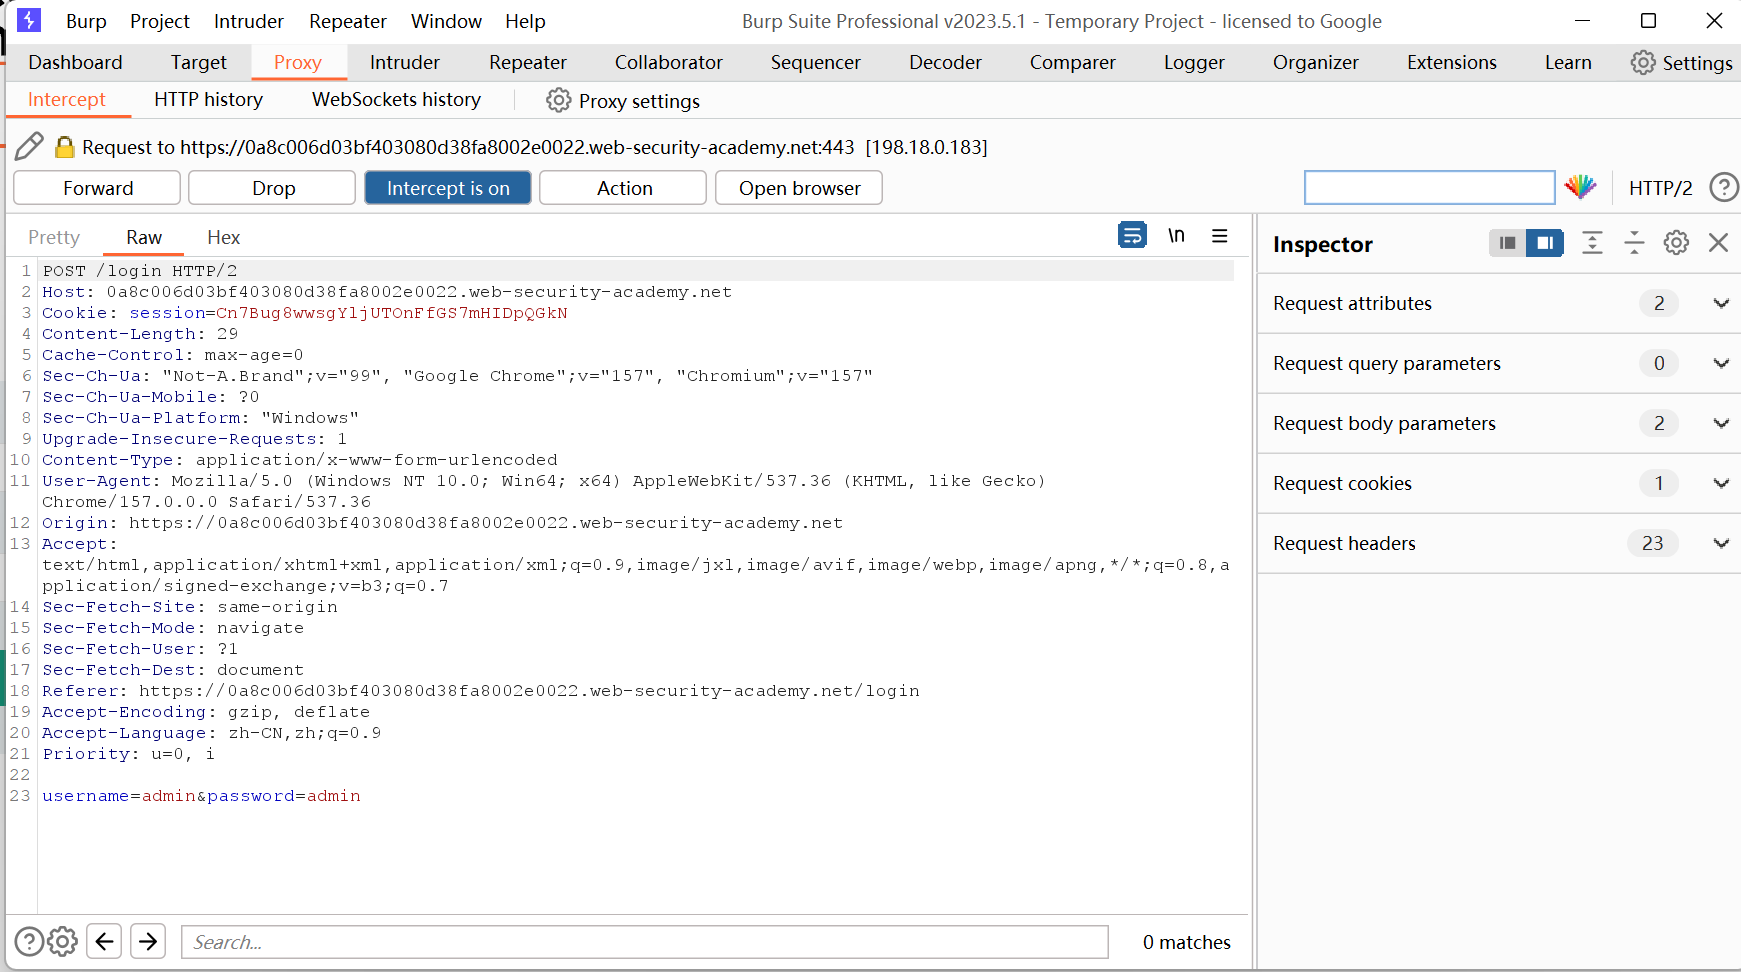 Burp Project Intruder Repeater Window Help Burp Suite Professional v2023.5.1 - Temporary Project - licensed to Google
Dashboard Target Proxy Intruder Repeater Collaborator Sequencer Decoder Comparer Logger Organizer Extensions Learn Settings
Intercept HTTP history WebSockets history Proxy settings
Request to https://0a8c006d03bf403080d38fa8002e0022.web-security-academy.net:443 [198.18.0.183]
Forward Drop Intercept is on Action Open browser HTTP/2 ?
Pretty Raw Hex \n
1 POST /login HTTP/2
2 Host: 0a8c006d03bf403080d38fa8002e0022.web-security-academy.net
3 Cookie: session=Cn7Bug8wwsgYljUTOnFfGS7mHIDpQGkN
4 Content-Length: 29
5 Cache-Control: max-age=0
6 Sec-Ch-Ua: "Not-A.Brand";v="99", "Google Chrome";v="157", "Chromium";v="157"
7 Sec-Ch-Ua-Mobile: ?0
8 Sec-Ch-Ua-Platform: "Windows"
9 Upgrade-Insecure-Requests: 1
10 Content-Type: application/x-www-form-urlencoded
11 User-Agent: Mozilla/5.0 (Windows NT 10.0; Win64; x64) AppleWebKit/537.36 (KHTML, like Gecko)
Chrome/157.0.0.0 Safari/537.36
12 Origin: https://0a8c006d03bf403080d38fa8002e0022.web-security-academy.net
13 Accept:
text/html,application/xhtml+xml,application/xml;q=0.9,image/jxl,image/avif,image/webp,image/apng,*/*;q=0.8,a
pplication/signed-exchange;v=b3;q=0.7
14 Sec-Fetch-Site: same-origin
15 Sec-Fetch-Mode: navigate
16 Sec-Fetch-User: ?1
17 Sec-Fetch-Dest: document
18 Referer: https://0a8c006d03bf403080d38fa8002e0022.web-security-academy.net/login
19 Accept-Encoding: gzip, deflate
20 Accept-Language: zh-CN,zh;q=0.9
21 Priority: u=0, i
22
23 username=admin&password=admin
Inspector
Request attributes 2
Request query parameters 0
Request body parameters 2
Request cookies 1
Request headers 23
? Search... 0 matches